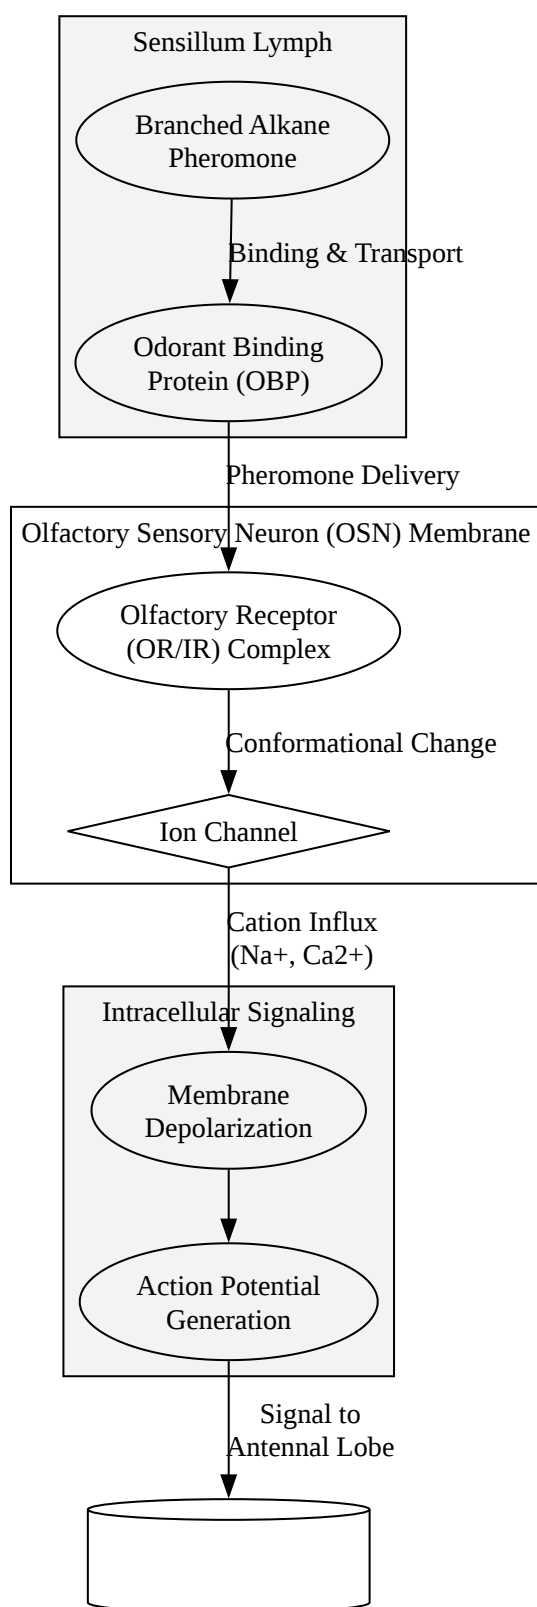 Sensillum Lymph
Branched Alkane
Pheromone
Binding & Transport
Odorant Binding
Protein (OBP)
Pheromone Delivery
Olfactory Sensory Neuron (OSN) Membrane
Olfactory Receptor
(OR/IR) Complex
Conformational Change
Ion Channel
Cation Influx
(Na+, Ca2+)
Intracellular Signaling
Membrane
Depolarization
Action Potential
Generation
Signal to
Antennal Lobe